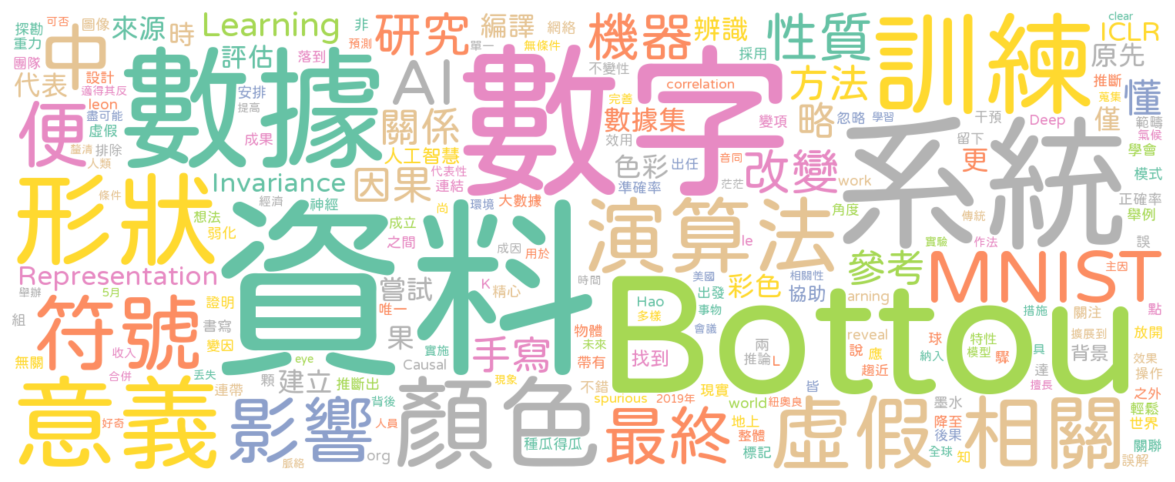 可否 圖像 來源 時 Learning 非 研究 編譯 網絡 機器 辨識 性質 訓練 clear ICLR
探勘 重力 中 數據 評估 落到 預測 單一 無條件 採用 原先
團隊 設計 代表 AI 數字 不變性 correlation 方法 推斷 蒐集 懂
適得其反 leon 安排 提高 關係 完善 數據集 變項 略 忽略 學習 僅 Deep 範疇
便 盡可能 虛假 成果 人工智慧 效用 干預 氣候
釐清 排除 人類 因果 代表性 連結 色彩 出任 音同 改變 系統 留下 更 學會
形狀 Invariance 神經 大數據 準確率 茫茫 work 模式
經濟 條件 想法 弱化 資料 成立 之間 尚 環境 演算法 角度 傳統 正確率 舉例
Representation 成因 用於 le 實驗 作法 誤
舉辦 5月 證明 嘗試 K 精心 時間 美國 出發 彩色 相關性 協助 參考 MNIST 主因
符號 書寫 唯一 Hao 多樣 事物 arning 措施 關注 點
組 變因 果 手寫 物體 未來 Bottou 會議 reveal 球 特性 擴展到 放開
無關 收入 eye 實施 Causal 帶有 找到 兩 推論 L 說 應 納入 模型 具 背景 效果
合併 丟失 顆 建立 推斷出 現象 不錯 現實 趨近 驟 達 擅長 操作
意義 連帶 影響 背後 顏色 spurious 2019年 world 紐奧良 皆 墨水 之外
好奇 人員 種瓜得瓜 最終 地上 虛假 降至 相關 輕鬆 世界
脈絡 org 整體 標記 後果 全球 知 關聯 誤解